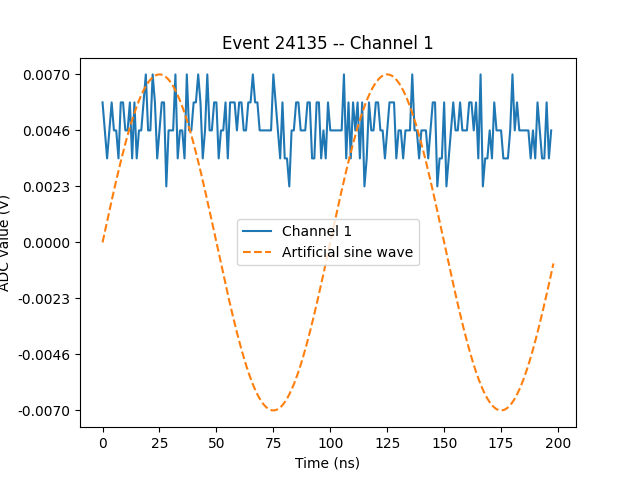 Event 24135 -- Channel 1
0.0070
0.0046
0.0023
0.0000
-0.0023
-0.0046
-0.0070
ADC Value (V)
Channel 1
Artificial sine wave
0 25 50 75 100 125 150 175 200
Time (ns)